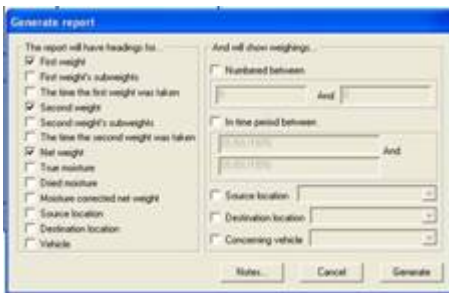 Generate report
The report will have headings for...
First weight
First weight's subweights
The time the first weight was taken
Second weight
Second weight's subweights
The time the second weight was taken
Net weight
True moisture
Dried moisture
Moisture corrected net weight
Source location
Destination location
Vehicle
And will show weighings...
Numbered between
And
In time period between
And
Source location
Destination location
Concerning vehicle
Notes...
Cancel
Generate